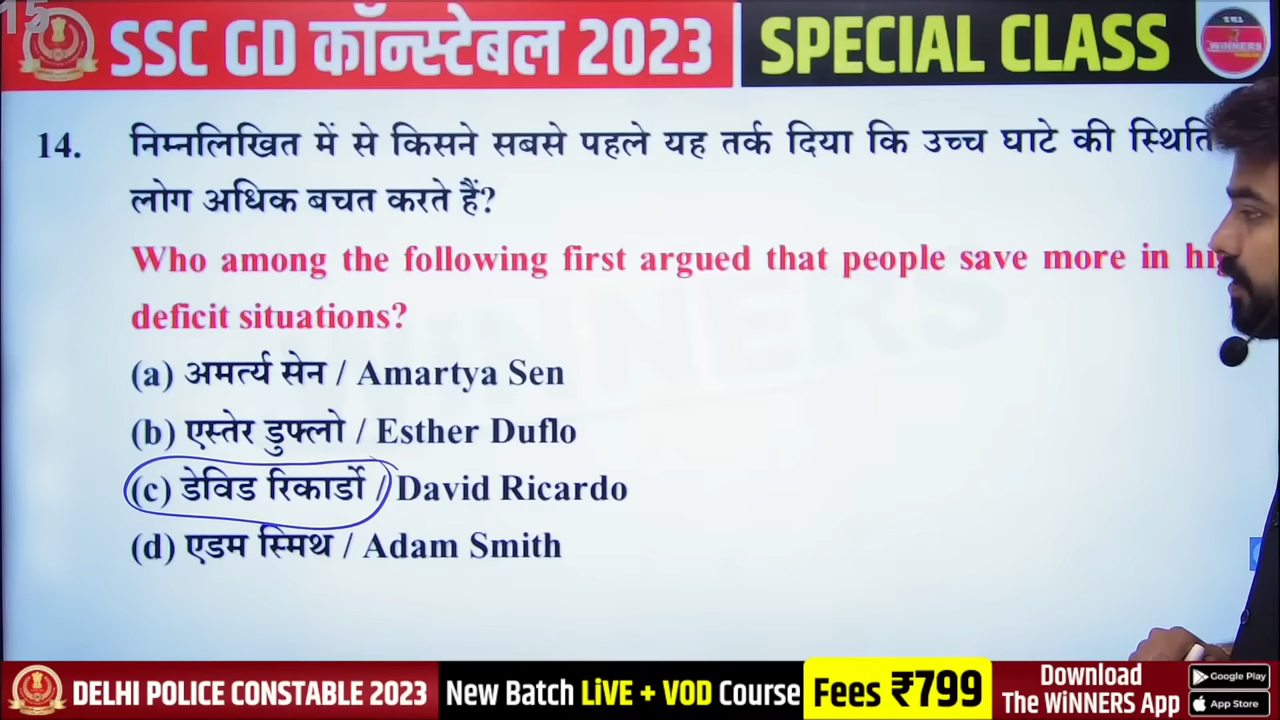 15
SSC GD कॉन्स्टेबल 2023
SPECIAL CLASS
WiNNERS
14. निम्नलिखित में से किसने सबसे पहले यह तर्क दिया कि उच्च घाटे की स्थिति
लोग अधिक बचत करते हैं?
Who among the following first argued that people save more in
deficit situations?
WiNNERS
(a) अमर्त्य सेन / Amartya Sen
(b) एस्तेर डुफ्लो / Esther Duflo
(c) डेविड रिकार्डो / David Ricardo
(d) एडम स्मिथ / Adam Smith
DELHI POLICE CONSTABLE 2023
New Batch LiVE + VOD Course
Fees ₹799
Download
The WiNNERS App
Google Play
App Store